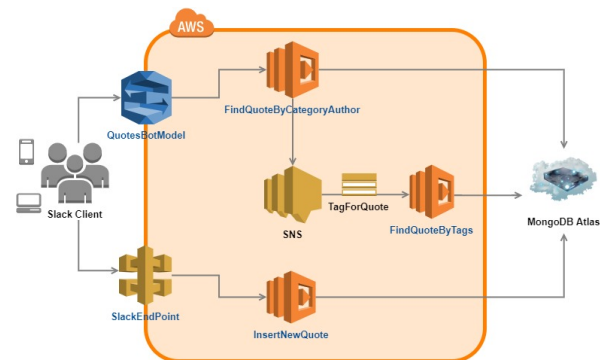 AWS
FindQuoteByCategoryAuthor
QuotesBotModel
Slack Client
SNS
TagForQuote
FindQuoteByTags
MongoDB Atlas
SlackEndPoint
InsertNewQuote